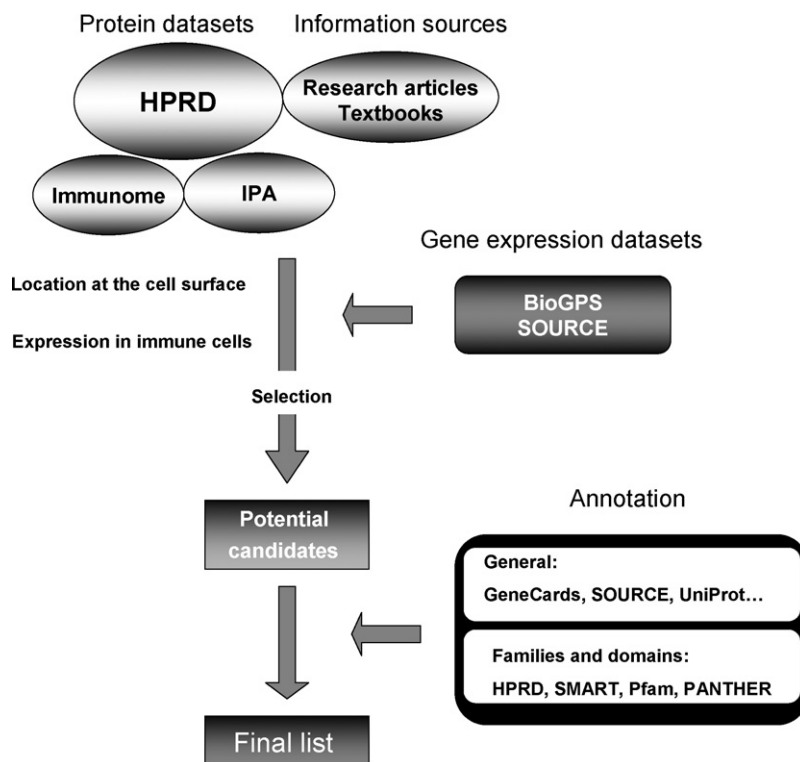 Protein datasets
Information sources
HPRD
Research articles
Textbooks
Immunome
IPA
Gene expression datasets
Location at the cell surface
BioGPS
SOURCE
Expression in immune cells
Selection
Potential
candidates
Annotation
General:
GeneCards, SOURCE, UniProt…
Families and domains:
HPRD, SMART, Pfam, PANTHER
Final list